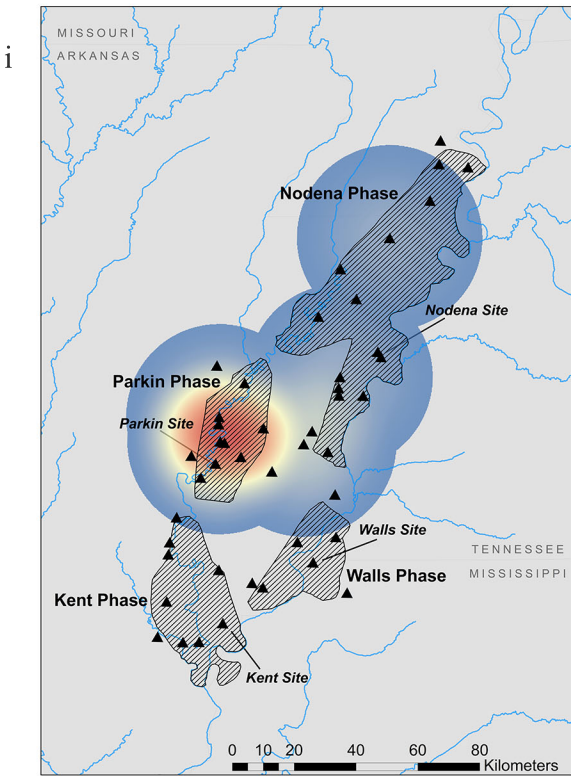 MISSOURI
ARKANSAS
i
Nodena Phase
Nodena Site
Parkin Phase
Parkin Site
Walls Site
TENNESSEE
MISSISSIPPI
Walls Phase
Kent Phase
Kent Site
0 10 20 40 60 80
Kilometers